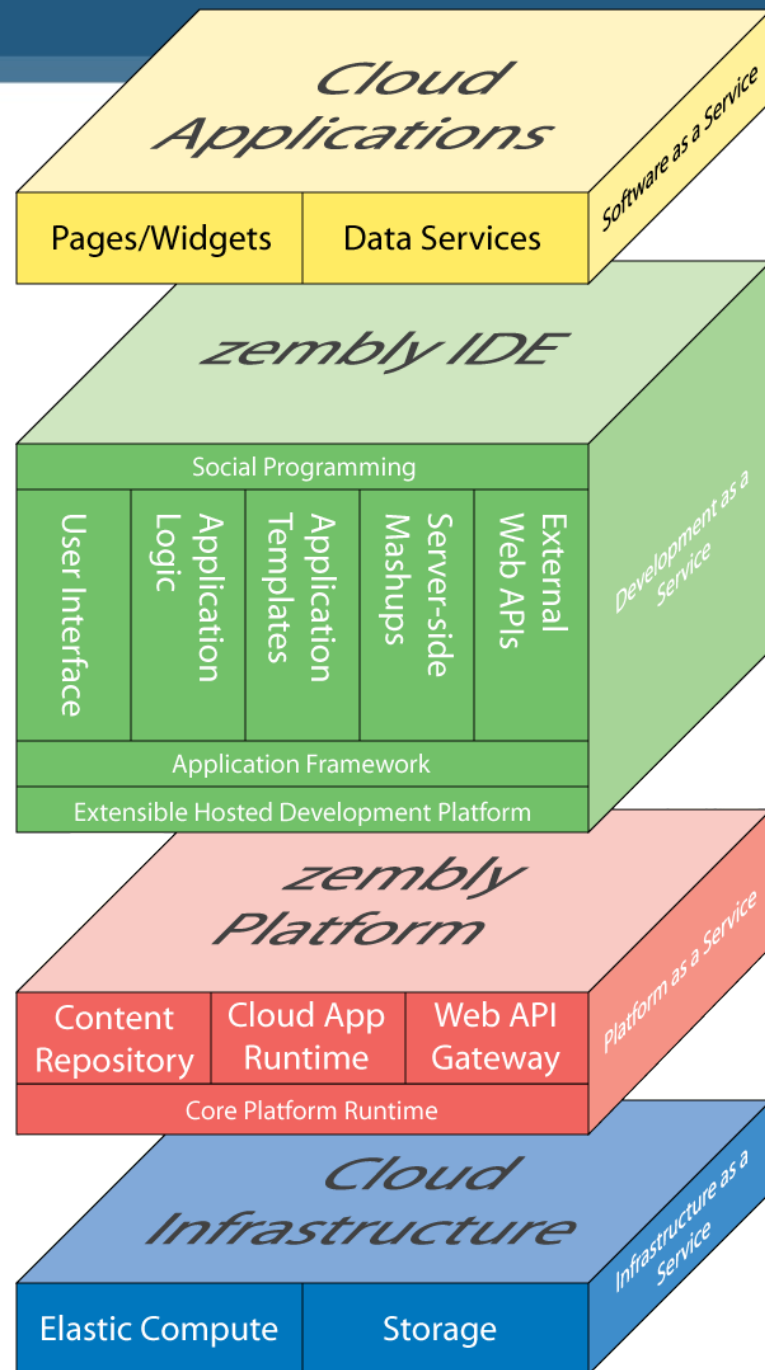 Cloud
Applications
Software as a Service
Pages/Widgets
Data Services
zembly IDE
Social Programming
User Interface
Application
Logic
Application
Templates
Server-side
Mashups
External
Web APIs
Development as a
Service
Application Framework
Extensible Hosted Development Platform
zembly
Platform
Platform as a Service
Content
Repository
Cloud App
Runtime
Web API
Gateway
Core Platform Runtime
Cloud
Infrastructure
Infrastructure as a
Service
Elastic Compute
Storage